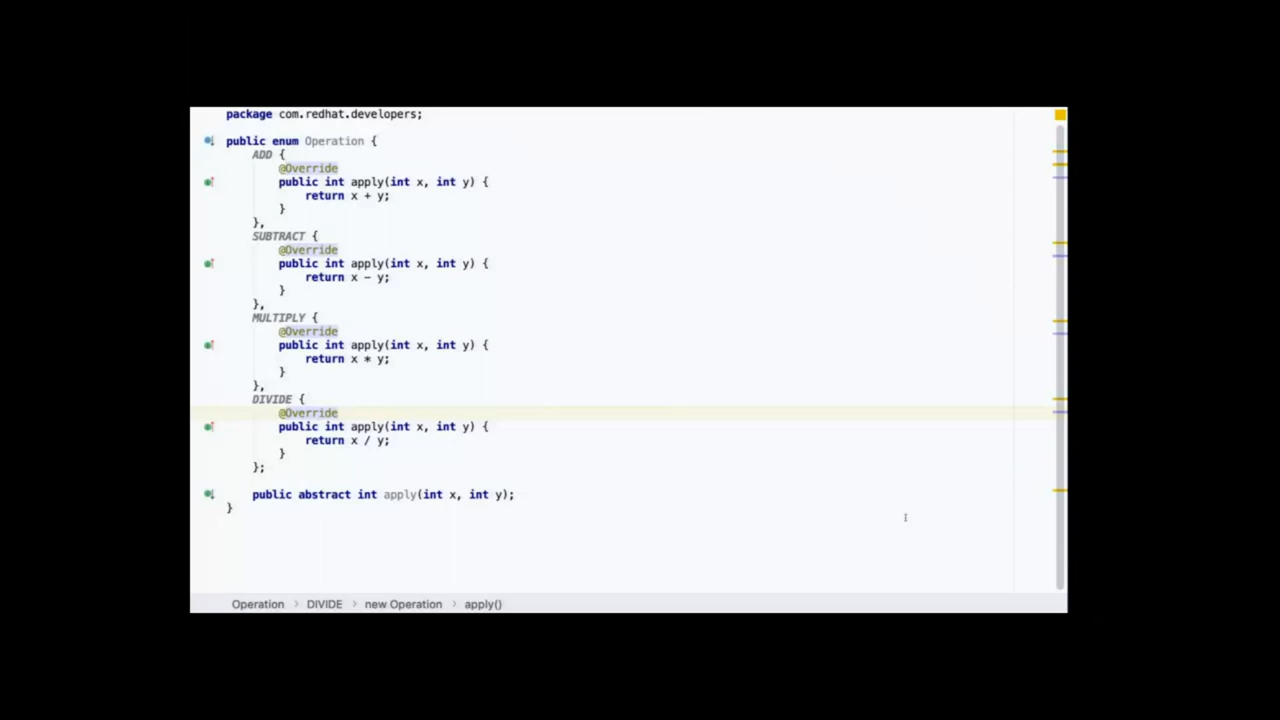 package com.redhat.developers;
public enum Operation {
ADD {
@Override
public int apply(int x, int y) {
return x + y;
}
},
SUBTRACT {
@Override
public int apply(int x, int y) {
return x - y;
}
},
MULTIPLY {
@Override
public int apply(int x, int y) {
return x * y;
}
},
DIVIDE {
@Override
public int apply(int x, int y) {
return x / y;
}
};
public abstract int apply(int x, int y);
}
Operation > DIVIDE > new Operation > apply()